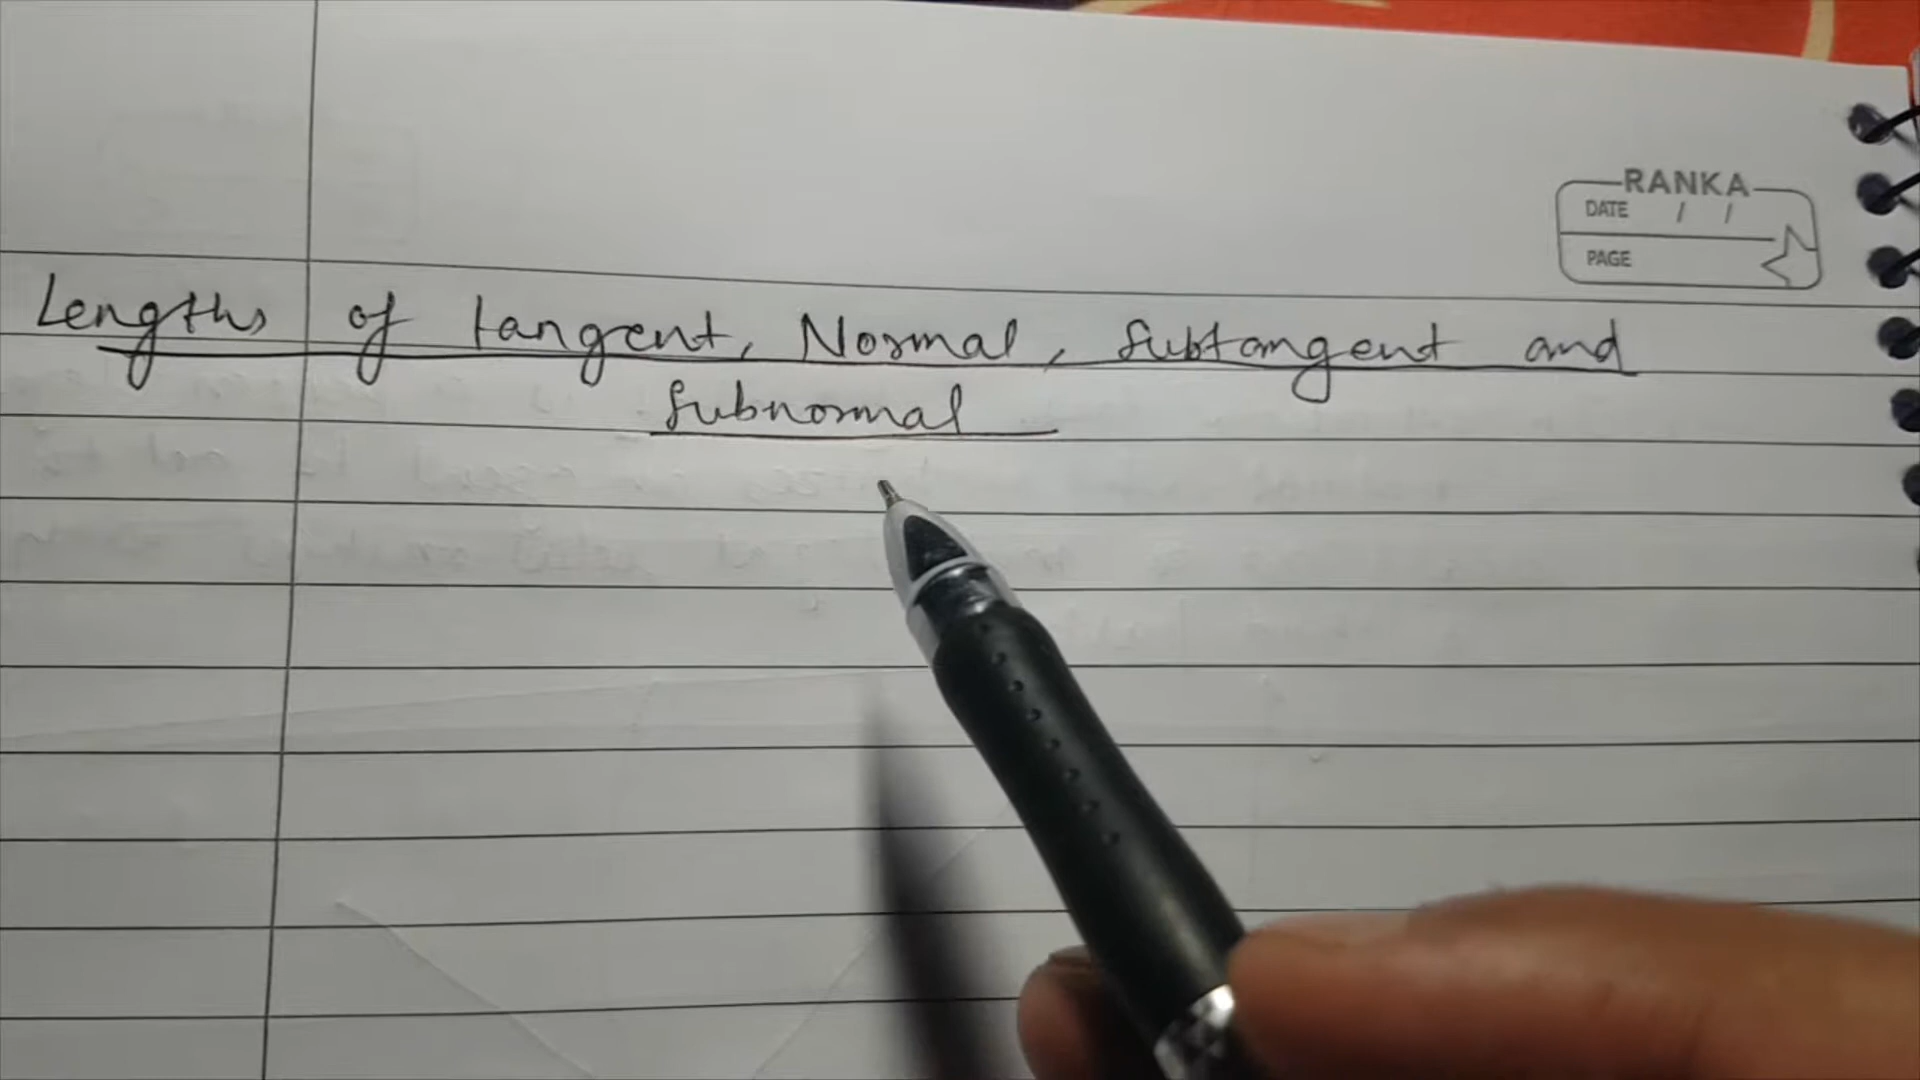 RANKA
DATE / /
PAGE
Lengths of tangent, Normal, Subtangent and
Subnormal